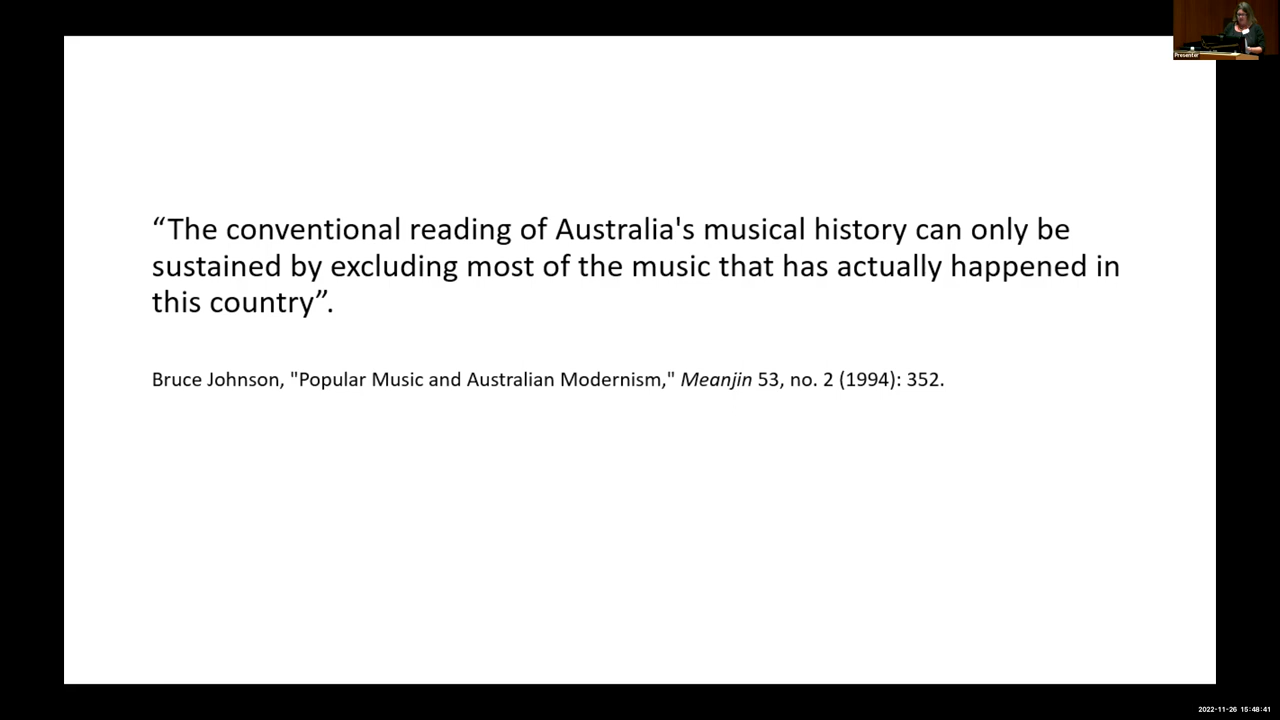 Presenter
“The conventional reading of Australia's musical history can only be
sustained by excluding most of the music that has actually happened in
this country”.
Bruce Johnson, "Popular Music and Australian Modernism," Meanjin 53, no. 2 (1994): 352.
2022-11-26 15:48:41